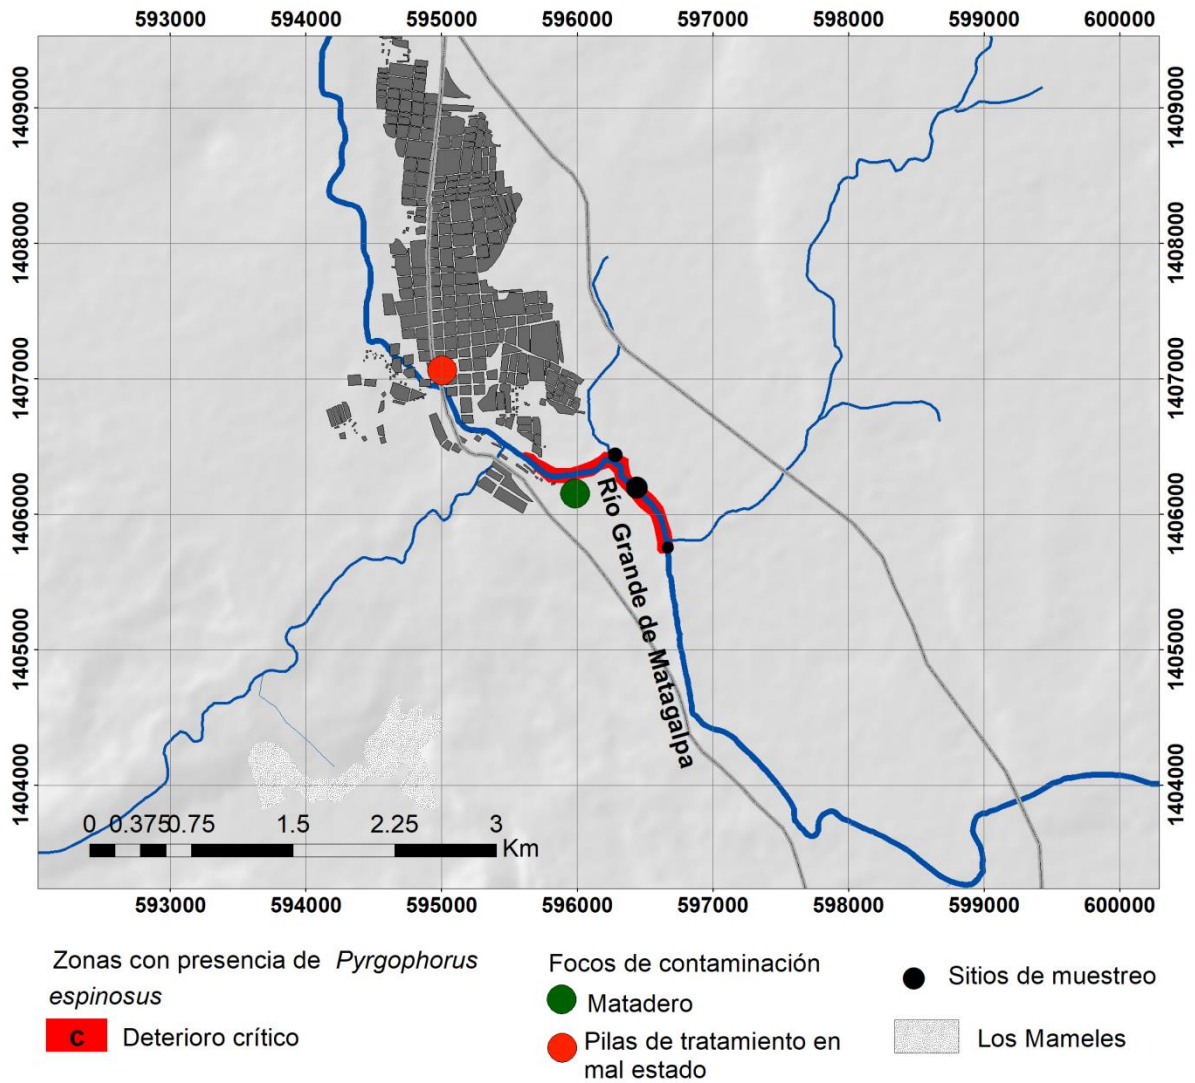 593000 594000 595000 596000 597000 598000 599000 600000
1409000
1408000
1407000
1406000
1405000
1404000
1409000
1408000
1407000
1406000
1405000
1404000
Río Grande de Matagalpa
0 0.375 0.75 1.5 2.25 3
Km
593000 594000 595000 596000 597000 598000 599000 600000
Zonas con presencia de Pyrgophorus
espinosus
C Deterioro crítico
Focos de contaminación
Matadero
Pilas de tratamiento en
mal estado
Sitios de muestreo
Los Mameles